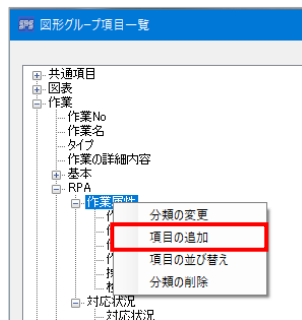 図形グループ項目一覧
共通項目
図表
作業
作業No
作業名
タイプ
作業の詳細内容
基本
RPA
作業属性
分類の変更
項目の追加
項目の並び替え
分類の削除
対応状況
対応状況